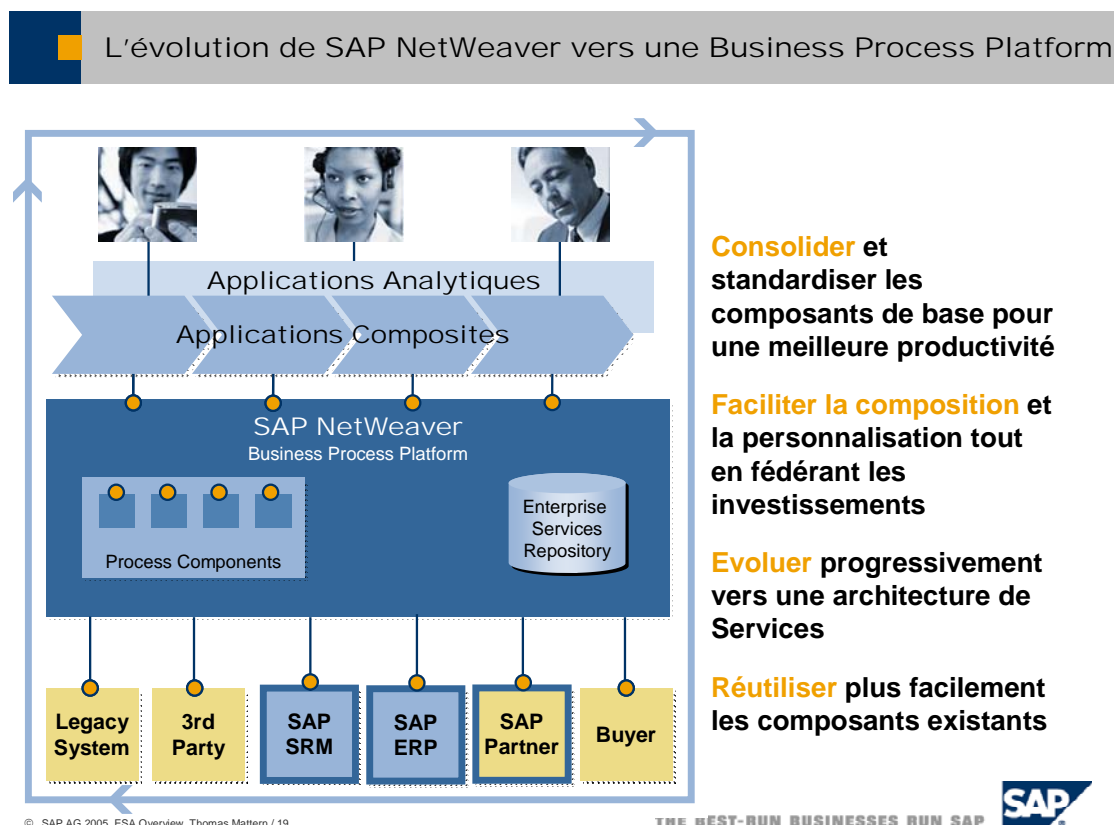 L'évolution de SAP NetWeaver vers une Business Process Platform
Applications Analytiques
Applications Composites
SAP NetWeaver
Business Process Platform
Process Components
Enterprise
Services
Repository
Legacy
System
3rd
Party
SAP
SRM
SAP
ERP
SAP
Partner
Buyer
Consolider et
standardiser les
composants de base pour
une meilleure productivité
Faciliter la composition et
la personnalisation tout
en fédérant les
investissements
Evoluer progressivement
vers une architecture de
Services
Réutiliser plus facilement
les composants existants
© SAP AG 2005, ESA Overview, Thomas Mattern / 19
THE BEST-RUN BUSINESSES RUN SAP
SAP